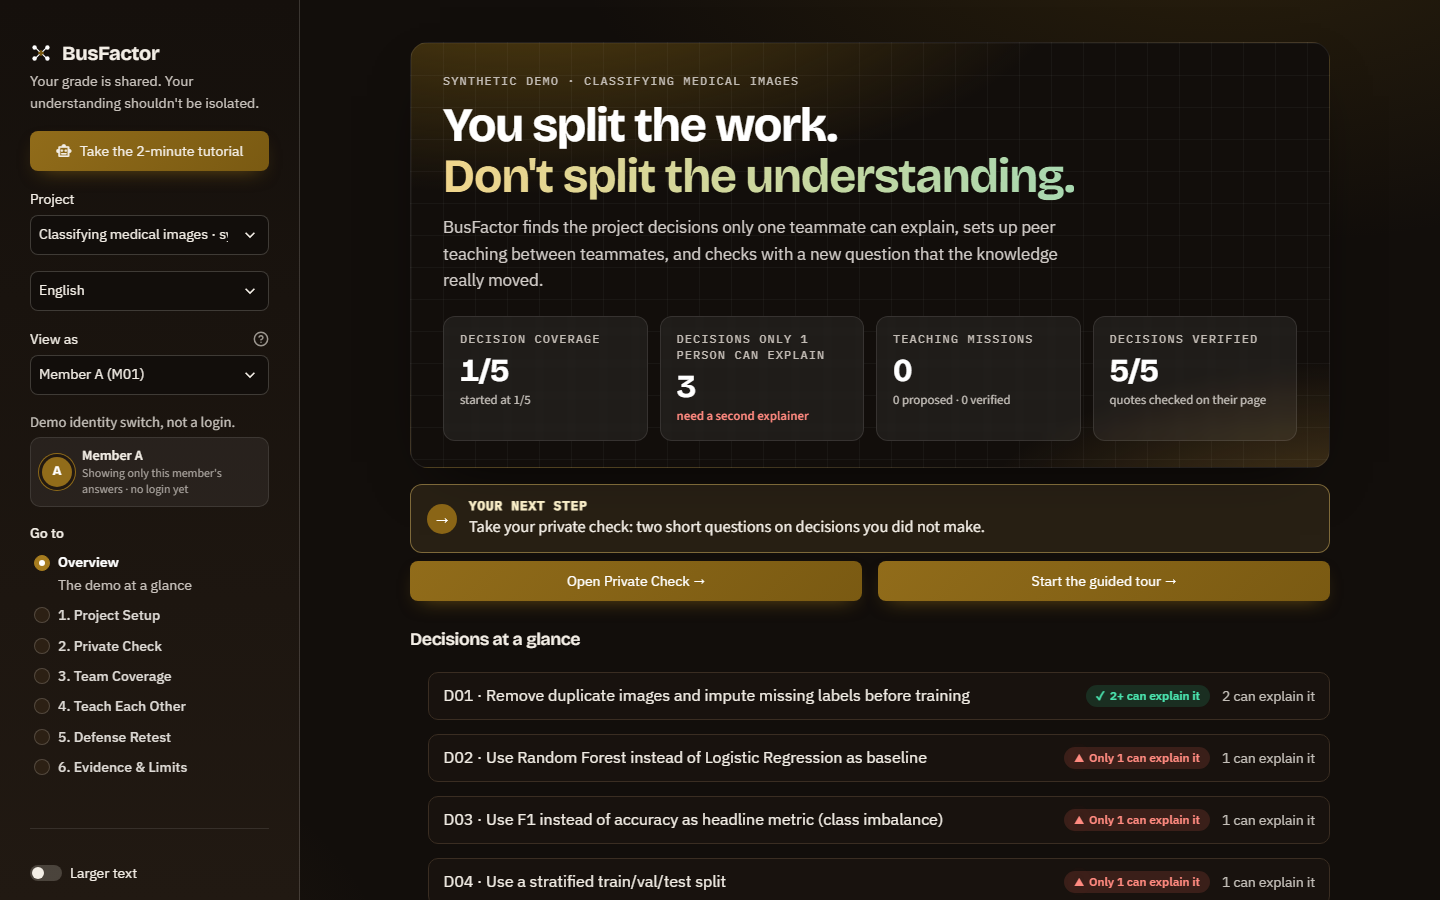 BusFactor
Your grade is shared. Your
understanding shouldn't be isolated.
Take the 2-minute tutorial
Project
Classifying medical images · sy
English
View as
?
Member A (M01)
Demo identity switch, not a login.
A
Member A
Showing only this member's
answers · no login yet
Go to
Overview
The demo at a glance
1. Project Setup
2. Private Check
3. Team Coverage
4. Teach Each Other
5. Defense Retest
6. Evidence & Limits
Larger text
SYNTHETIC DEMO · CLASSIFYING MEDICAL IMAGES
You split the work.
Don't split the understanding.
BusFactor finds the project decisions only one teammate can explain, sets up peer
teaching between teammates, and checks with a new question that the knowledge
really moved.
DECISION COVERAGE
1/5
started at 1/5
DECISIONS ONLY 1
PERSON CAN EXPLAIN
3
need a second explainer
TEACHING MISSIONS
0
0 proposed · 0 verified
DECISIONS VERIFIED
5/5
quotes checked on their page
→
YOUR NEXT STEP
Take your private check: two short questions on decisions you did not make.
Open Private Check →
Start the guided tour →
Decisions at a glance
D01 · Remove duplicate images and impute missing labels before training
✓ 2+ can explain it
2 can explain it
D02 · Use Random Forest instead of Logistic Regression as baseline
▲ Only 1 can explain it
1 can explain it
D03 · Use F1 instead of accuracy as headline metric (class imbalance)
▲ Only 1 can explain it
1 can explain it
D04 · Use a stratified train/val/test split
▲ Only 1 can explain it
1 can explain it